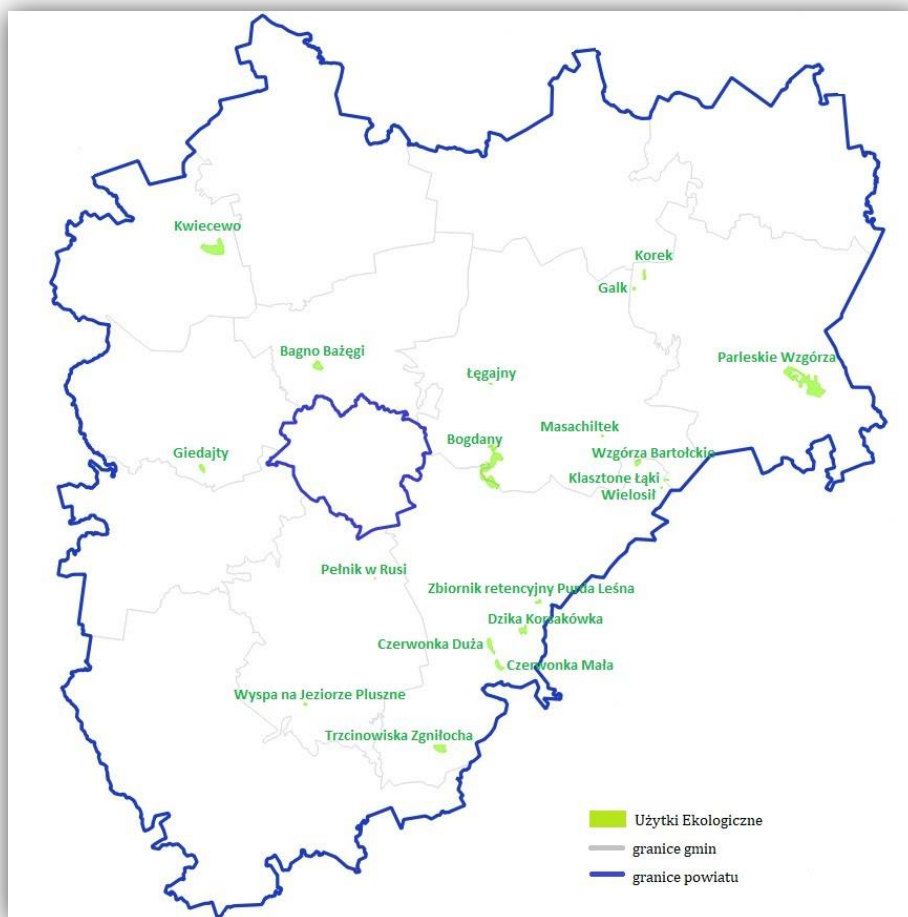 Kwiecewo
Korek
Galk
Bagno Bażęgi
Parleskie Wzgórza
Łęgajny
Masachiltek
Bogdany
Wzgórza Bartołckie
Giedajty
Klasztone Łąki
Wielosił
Pełnik w Rusi
Zbiornik retencyjny Purda Leśna
Dzika Korsakówka
Czerwonka Duża
Czerwonka Mała
Wyspa na Jeziorze Pluszne
Trzcinowiska Zgniłocha
Użytki Ekologiczne
granice gmin
granice powiatu